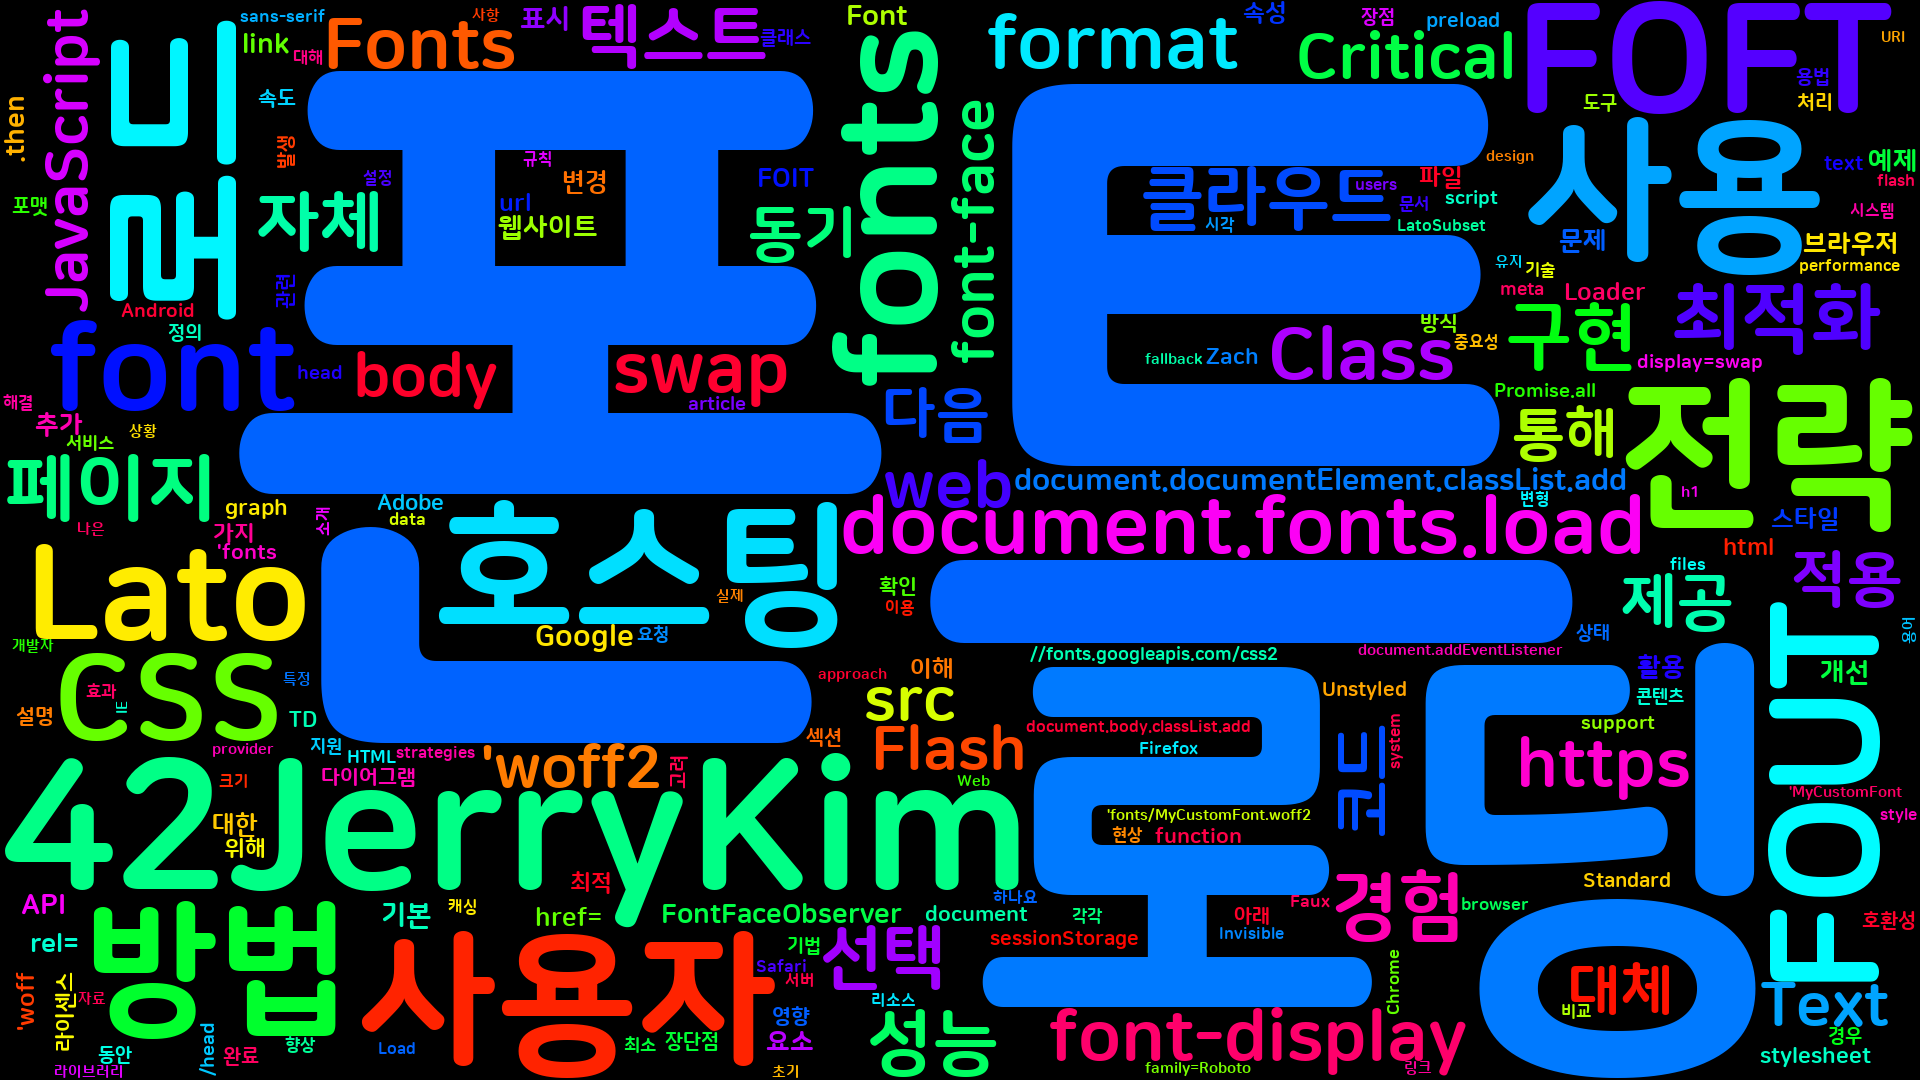 sans-serif
사항
표시
텍스트
클래스
Font
속성
장점
preload
FOFT
URI
JavaScript
비
link
대해
Fonts
format
Critical
용법
처리
도구
.then
속도
발생
폰트
fonts
font-face
규칙
변경
설정
FOIT
url
웹사이트
자체
동기
클라우드
users
문서
시각
LatoSubset
파일
script
design
사용
text
예제
flash
시스템
문제
브라우저
performance
포맷
로
관련
Android
정의
유지
기술
meta
Loader
최적화
font
head
body
swap
article
fallback
Zach
Class
방식
중요성
구현
display=swap
Promise.all
해결
추가
상황
서비스
다음
통해
전략
페이지
graph
나은
가지
소개
'fonts
Adobe
data
호스팅
web
document.documentElement.classList.add
변형
h1
document.fonts.load
스타일
html
Lato
실제
확인
이용
files
제공
적용
Google
요청
상태
내용
개발자
CSS
효과
특정
설명
TD
//fonts.googleapis.com/css2
document.addEventListener
approach
이해
src
Unstyled
활용
콘텐츠
개선
Font
provider
지원
HTML
strategies
섹션
document.body.classList.add
Firefox
system
support
다이어그램
크기
'woff2
고려
Flash
Web
코드
https
로딩
42JerryKim
'fonts/MyCustomFont.woff2
현상
function
'MyCustomFont
style
대한
위해
최적
하나요
Standard
API
방법
기본
캐싱
href=
FontFaceObserver
document
각각
아래
Faux
경험
browser
호환성
rel=
사용자
기법
선택
sessionStorage
Invisible
Safari
서버
Chrome
대체
비교
'woff
라이센스
자료
리소스
Text
동안
/head
완료
향상
Load
최소
장단점
영향
요소
성능
font-display
경우
stylesheet
라이브러리
초기
family=Roboto
링크